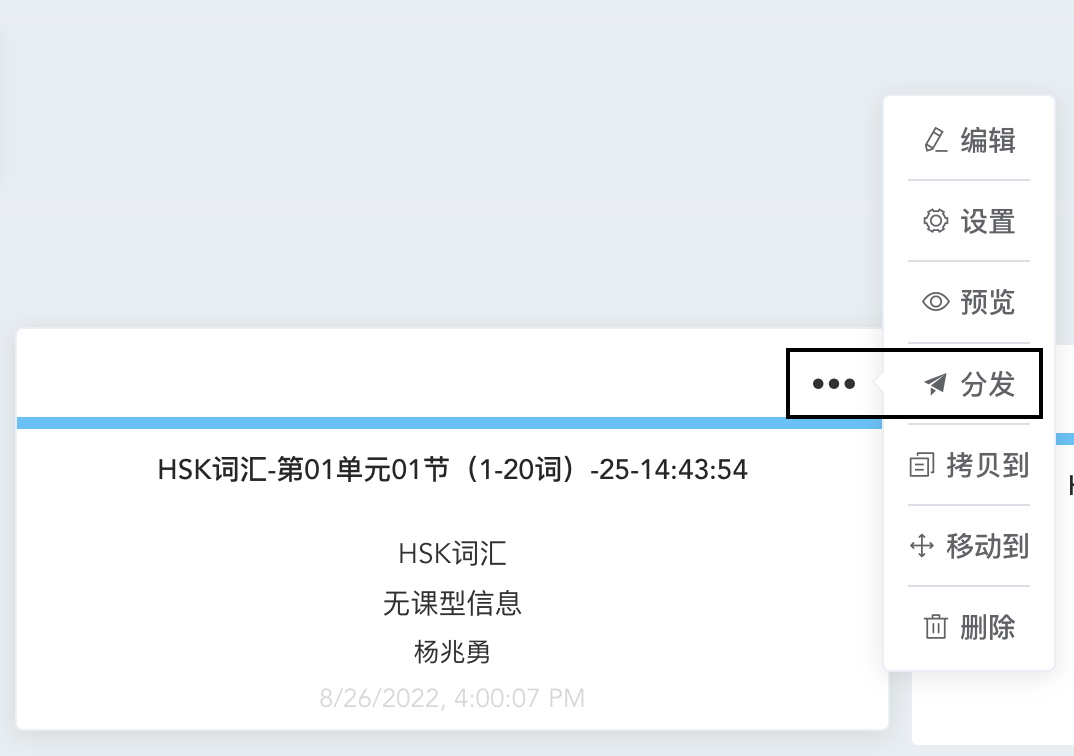 编辑
设置
预览
••• 分发
拷贝到
移动到
删除
HSK词汇-第01单元01节（1-20词）-25-14:43:54
HSK词汇
无课型信息
杨兆勇
8/26/2022, 4:00:07 PM